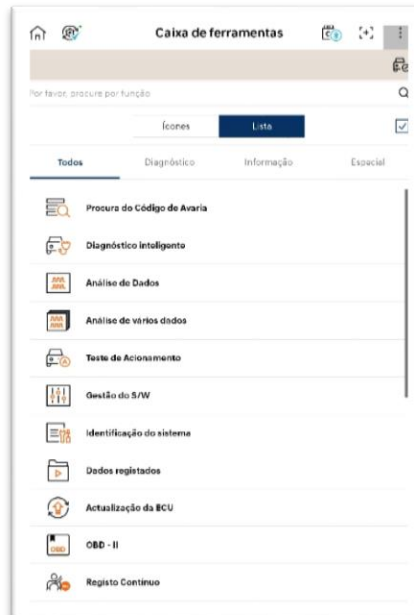 Caixa de ferramentas
Por favor, procure por função
Ícones Lista
Todos Diagnóstico Informação Espacial
Procura do Código de Avaria
Diagnóstico inteligente
Análise de Dados
Análise de vários dados
Teste de Acionamento
Gestão do S/W
Identificação do sistema
Dados registados
Actualização da ECU
OBD OBD - II
Registo Contínuo